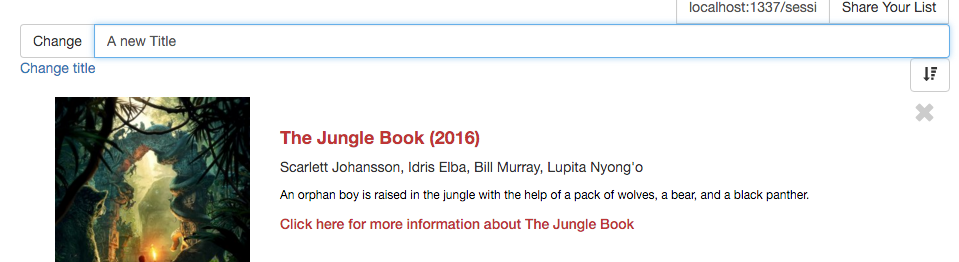 localhost:1337/sessi Share Your List
Change A new Title
Change title
The Jungle Book (2016)
Scarlett Johansson, Idris Elba, Bill Murray, Lupita Nyong'o
An orphan boy is raised in the jungle with the help of a pack of wolves, a bear, and a black panther.
Click here for more information about The Jungle Book